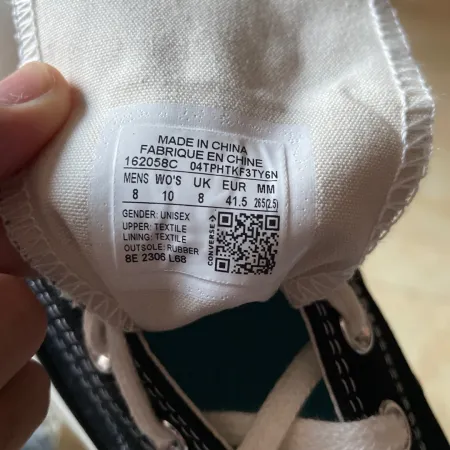 MADE IN CHINA
FABRIQUE EN CHINE
162058C 04TPHTKF3TY6N
MENS WO'S UK EUR MM
8 10 8 41.5 265(2.5)
GENDER: UNISEX
UPPER: TEXTILE
LINING: TEXTILE
OUTSOLE: RUBBER
8E 2306 L68
CONVERSE